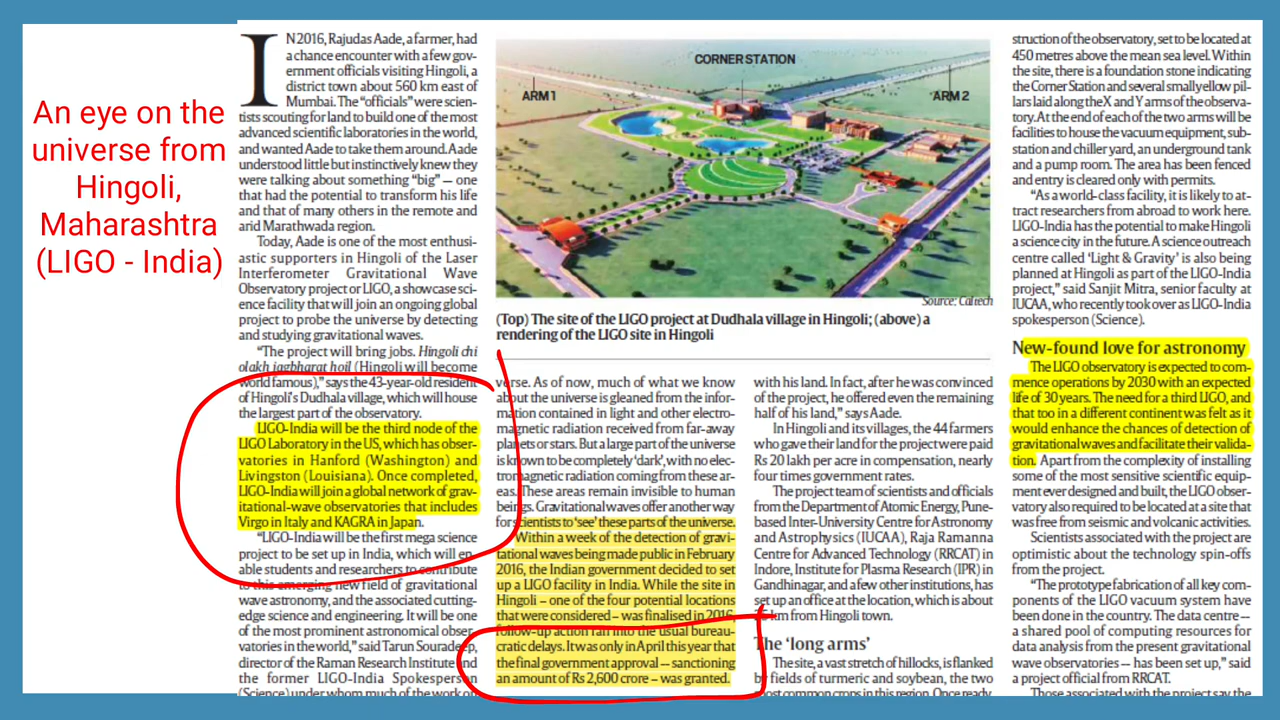 An eye on the
universe from
Hingoli,
Maharashtra
(LIGO - India)
IN 2016, Rajudas Aade, a farmer, had
a chance encounter with a few gov-
ernment officials visiting Hingoli, a
district town about 560 km east of
Mumbai. The “officials” were scien-
tists scouting for land to build one of the most
advanced scientific laboratories in the world,
and wanted Aade to take them around. Aade
understood little but instinctively knew they
were talking about something “big” — one
that had the potential to transform his life
and that of many others in the remote and
arid Marathwada region.
Today, Aade is one of the most enthusi-
astic supporters in Hingoli of the Laser
Interferometer Gravitational Wave
Observatory project or LIGO, a showcase sci-
ence facility that will join an ongoing global
project to probe the universe by detecting
and studying gravitational waves.
“The project will bring jobs. Hingoli chi
olakh jagbharat hoil (Hingoli will become
world famous),” says the 43-year-old resident
of Hingoli's Dudhala village, which will house
the largest part of the observatory.
LIGO-India will be the third node of the
LIGO Laboratory in the US, which has obser-
vatories in Hanford (Washington) and
Livingston (Louisiana). Once completed,
LIGO-India will join a global network of grav-
itational-wave observatories that includes
Virgo in Italy and KAGRA in Japan.
“LIGO-India will be the first mega science
project to be set up in India, which will en-
able students and researchers to contribute
to this emerging new field of gravitational
wave astronomy, and the associated cutting-
edge science and engineering. It will be one
of the most prominent astronomical obser-
vatories in the world,” said Tarun Souradeep,
director of the Raman Research Institute and
the former LIGO-India Spokesperson
(Science) under whom much of the work on
CORNER STATION
ARM 1
ARM 2
Source: Caltech
(Top) The site of the LIGO project at Dudhala village in Hingoli; (above) a
rendering of the LIGO site in Hingoli
verse. As of now, much of what we know
about the universe is gleaned from the infor-
mation contained in light and other electro-
magnetic radiation received from far-away
planets or stars. But a large part of the universe
is known to be completely ‘dark’, with no elec-
tromagnetic radiation coming from these ar-
eas. These areas remain invisible to human
beings. Gravitational waves offer another way
for scientists to ‘see’ these parts of the universe.
Within a week of the detection of gravi-
tational waves being made public in February
2016, the Indian government decided to set
up a LIGO facility in India. While the site in
Hingoli – one of the four potential locations
that were considered – was finalised in 2016,
follow-up action ran into the usual bureau-
cratic delays. It was only in April this year that
the final government approval — sanctioning
an amount of Rs 2,600 crore – was granted.
with his land. In fact, after he was convinced
of the project, he offered even the remaining
half of his land,” says Aade.
In Hingoli and its villages, the 44 farmers
who gave their land for the project were paid
Rs 20 lakh per acre in compensation, nearly
four times government rates.
The project team of scientists and officials
from the Department of Atomic Energy, Pune-
based Inter-University Centre for Astronomy
and Astrophysics (IUCAA), Raja Ramanna
Centre for Advanced Technology (RRCAT) in
Indore, Institute for Plasma Research (IPR) in
Gandhinagar, and a few other institutions, has
set up an office at the location, which is about
km from Hingoli town.
The ‘long arms’
The site, a vast stretch of hillocks, is flanked
by fields of turmeric and soybean, the two
most common crops in this region. Once ready,
struction of the observatory, set to be located at
450 metres above the mean sea level. Within
the site, there is a foundation stone indicating
the Corner Station and several small yellow pil-
lars laid along the X and Y arms of the observa-
tory. At the end of each of the two arms will be
facilities to house the vacuum equipment, sub-
station and chiller yard, an underground tank
and a pump room. The area has been fenced
and entry is cleared only with permits.
“As a world-class facility, it is likely to at-
tract researchers from abroad to work here.
LIGO-India has the potential to make Hingoli
a science city in the future. A science outreach
centre called ‘Light & Gravity’ is also being
planned at Hingoli as part of the LIGO-India
project,” said Sanjit Mitra, senior faculty at
IUCAA, who recently took over as LIGO-India
spokesperson (Science).
New-found love for astronomy
The LIGO observatory is expected to com-
mence operations by 2030 with an expected
life of 30 years. The need for a third LIGO, and
that too in a different continent was felt as it
would enhance the chances of detection of
gravitational waves and facilitate their valida-
tion. Apart from the complexity of installing
some of the most sensitive scientific equip-
ment ever designed and built, the LIGO obser-
vatory also required to be located at a site that
was free from seismic and volcanic activities.
Scientists associated with the project are
optimistic about the technology spin-offs
from the project.
“The prototype fabrication of all key com-
ponents of the LIGO vacuum system have
been done in the country. The data centre --
a shared pool of computing resources for
data analysis from the present gravitational
wave observatories -- has been set up,” said
a project official from RRCAT.
Those associated with the project say the